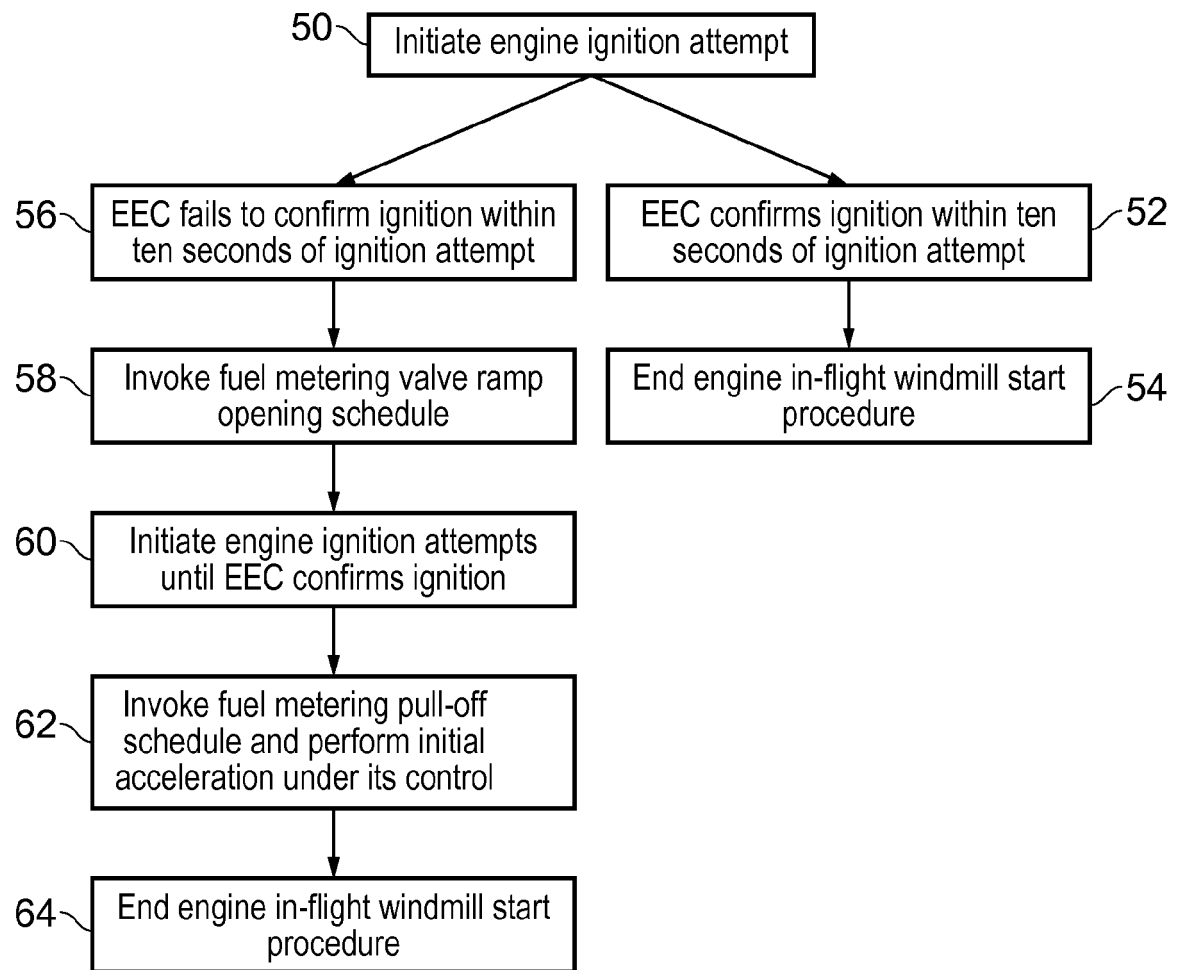 50
Initiate engine ignition attempt
56
EEC fails to confirm ignition within
ten seconds of ignition attempt
EEC confirms ignition within ten
seconds of ignition attempt
52
58
Invoke fuel metering valve ramp
opening schedule
End engine in-flight windmill start
procedure
54
60
Initiate engine ignition attempts
until EEC confirms ignition
62
Invoke fuel metering pull-off
schedule and perform initial
acceleration under its control
64
End engine in-flight windmill start
procedure